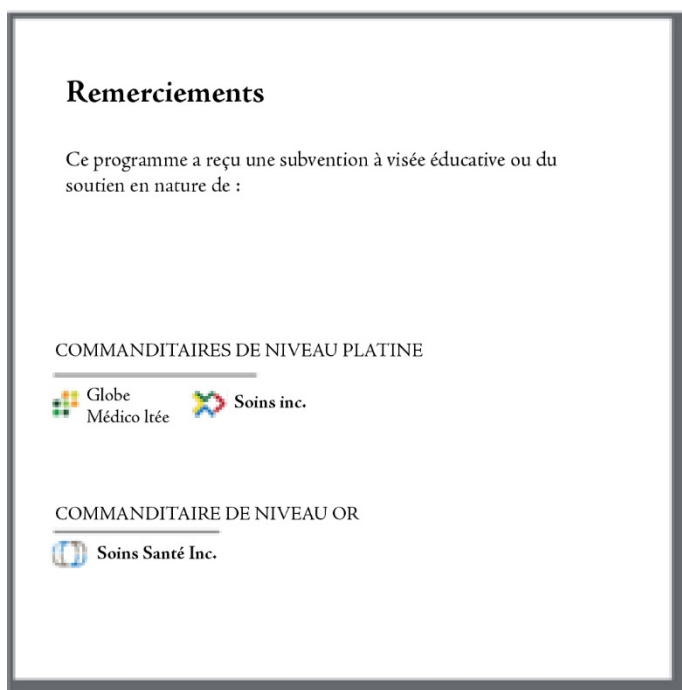 Remerciements
Ce programme a reçu une subvention à visée éducative ou du
soutien en nature de :
COMMANDITAIRES DE NIVEAU PLATINE
Globe
Médico ltée
Soins inc.
COMMANDITAIRE DE NIVEAU OR
Soins Santé Inc.